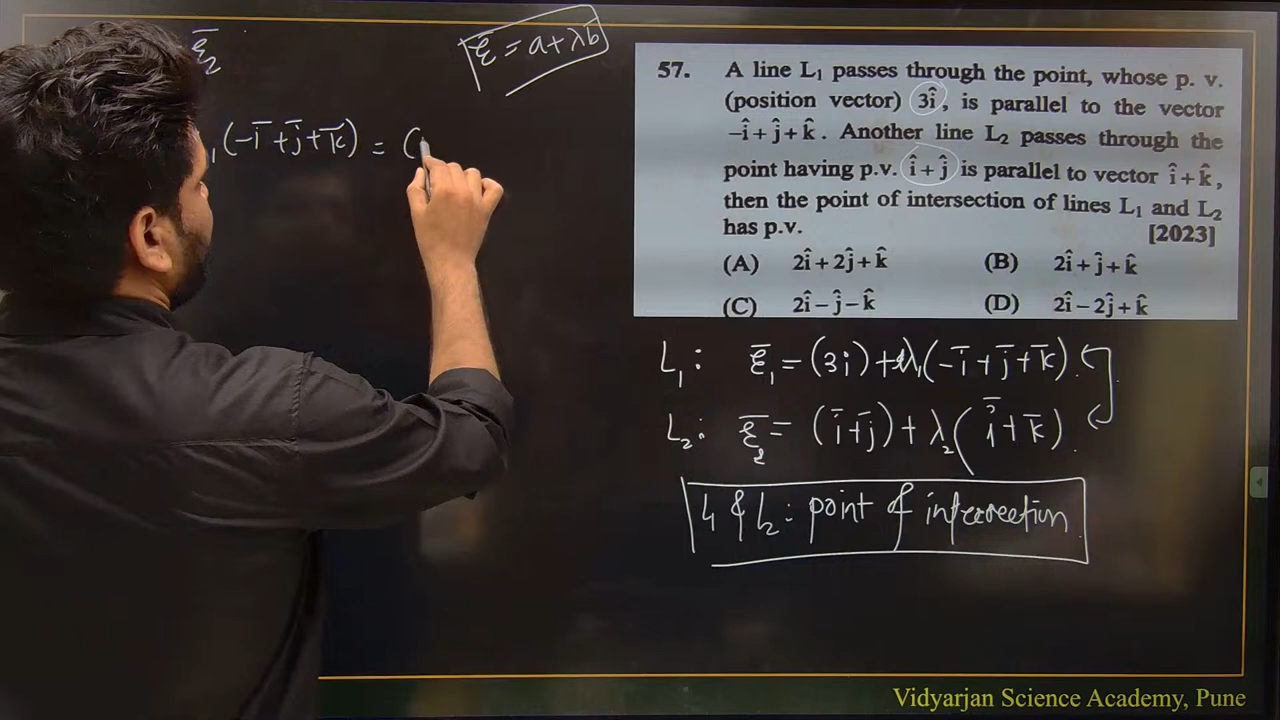 r̄₂
r̄ = a + λb̄
₁(-ī + j̄ + k̄) = (
57. A line L₁ passes through the point, whose p. v. (position vector) 3î, is parallel to the vector
-î + ĵ + k̂. Another line L₂ passes through the
point having p.v. î + ĵ is parallel to vector î + k̂,
then the point of intersection of lines L₁ and L₂
has p.v. [2023]
(A) 2î + 2ĵ + k̂ (B) 2î + ĵ + k̂
(C) 2î - ĵ - k̂ (D) 2î - 2ĵ + k̂
L₁: r̄₁ = (3i) + λ₁(-ī + j̄ + k̄).
L₂: r̄₂ = (ī + j̄) + λ₂(ī + k̄).
L₁ & L₂: point of intersection
Vidyarjan Science Academy, Pune